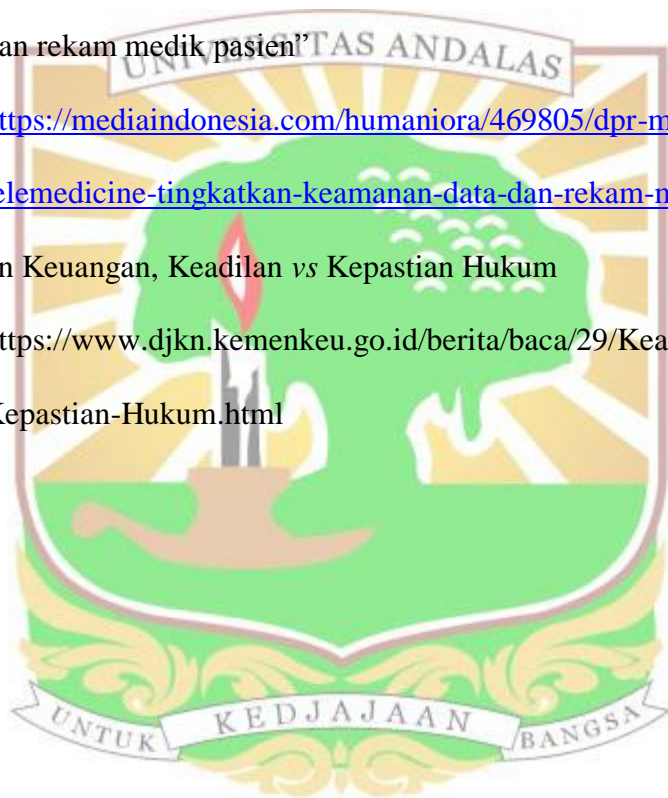 an rekam medik pasien”
UNIVERSITAS ANDALAS
ttps://mediaindonesia.com/humaniora/469805/dpr-m
elemedicine-tingkatkan-keamanan-data-dan-rekam-m
n Keuangan, Keadilan vs Kepastian Hukum
ttps://www.djkn.kemenkeu.go.id/berita/baca/29/Kea
Kepastian-Hukum.html
UNTUK KEDJAJAAN BANGSA